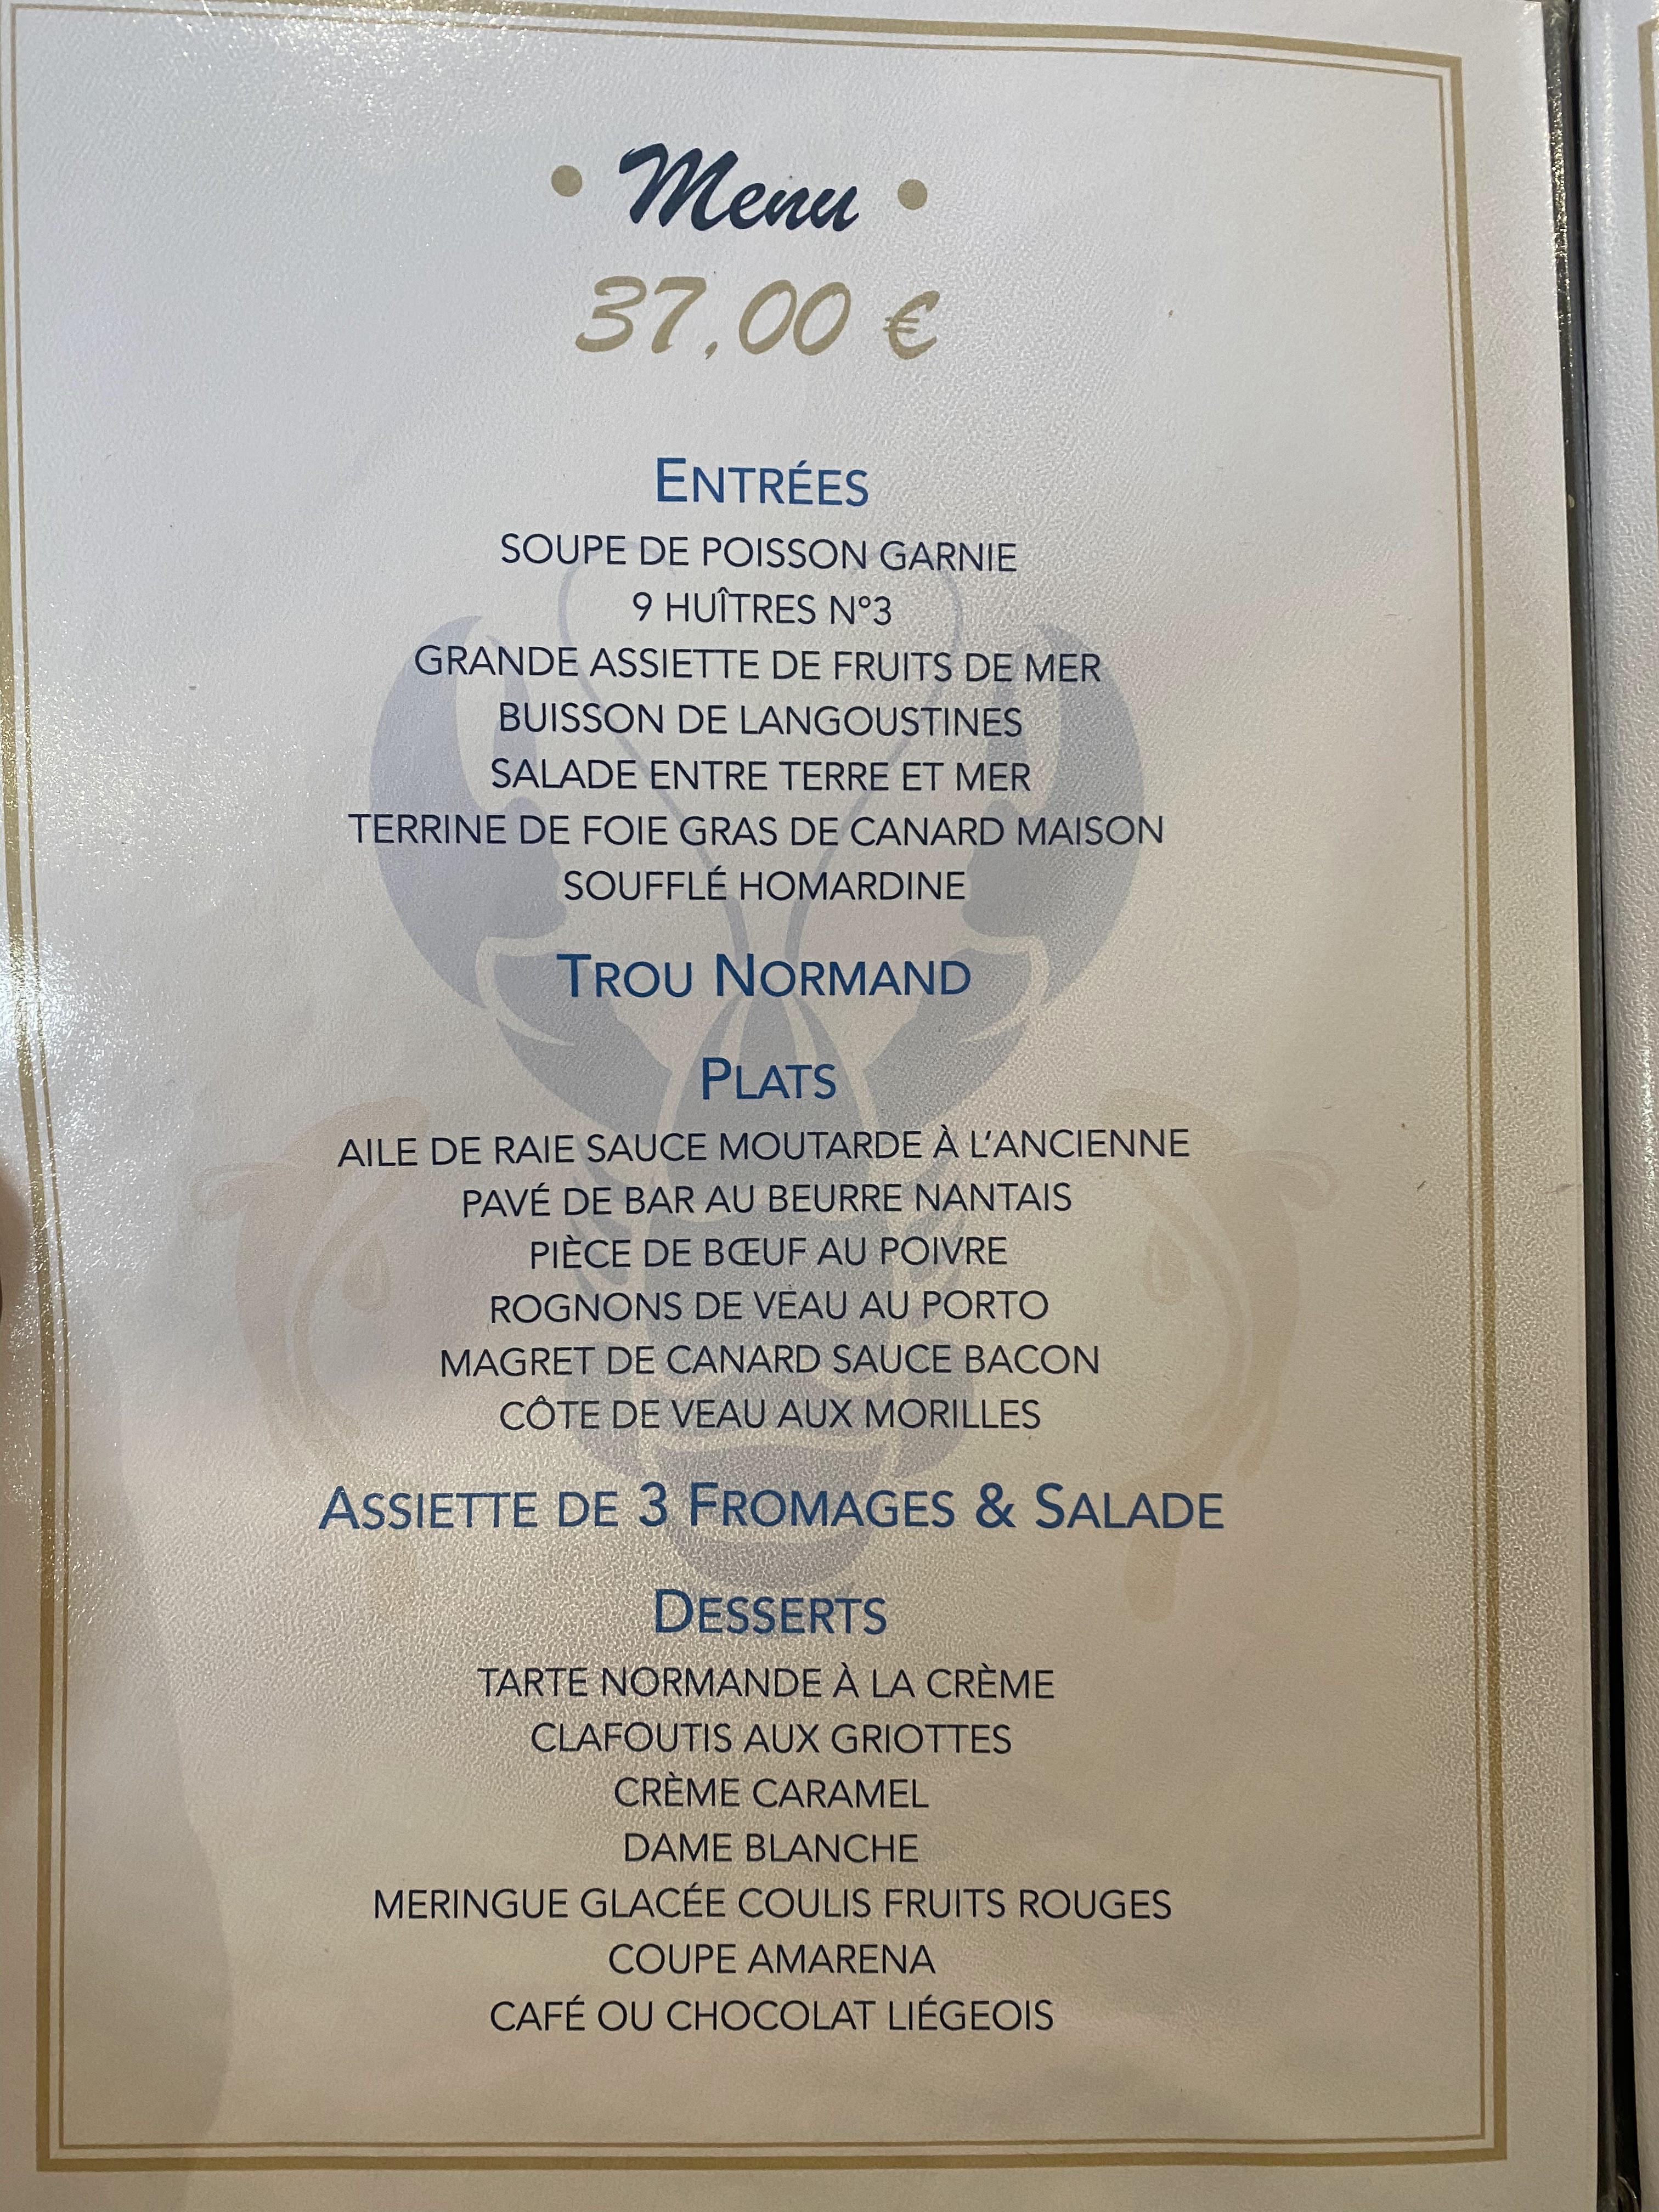 • Menu •
37,00 €
ENTRÉES
SOUPE DE POISSON GARNIE
9 HUÎTRES N°3
GRANDE ASSIETTE DE FRUITS DE MER
BUISSON DE LANGOUSTINES
SALADE ENTRE TERRE ET MER
TERRINE DE FOIE GRAS DE CANARD MAISON
SOUFFLÉ HOMARDINE
TROU NORMAND
PLATS
AILE DE RAIE SAUCE MOUTARDE À L'ANCIENNE
PAVÉ DE BAR AU BEURRE NANTAIS
PIÈCE DE BŒUF AU POIVRE
ROGNONS DE VEAU AU PORTO
MAGRET DE CANARD SAUCE BACON
CÔTE DE VEAU AUX MORILLES
ASSIETTE DE 3 FROMAGES & SALADE
DESSERTS
TARTE NORMANDE À LA CRÈME
CLAFOUTIS AUX GRIOTTES
CRÈME CARAMEL
DAME BLANCHE
MERINGUE GLACÉE COULIS FRUITS ROUGES
COUPE AMARENA
CAFÉ OU CHOCOLAT LIÉGEOIS